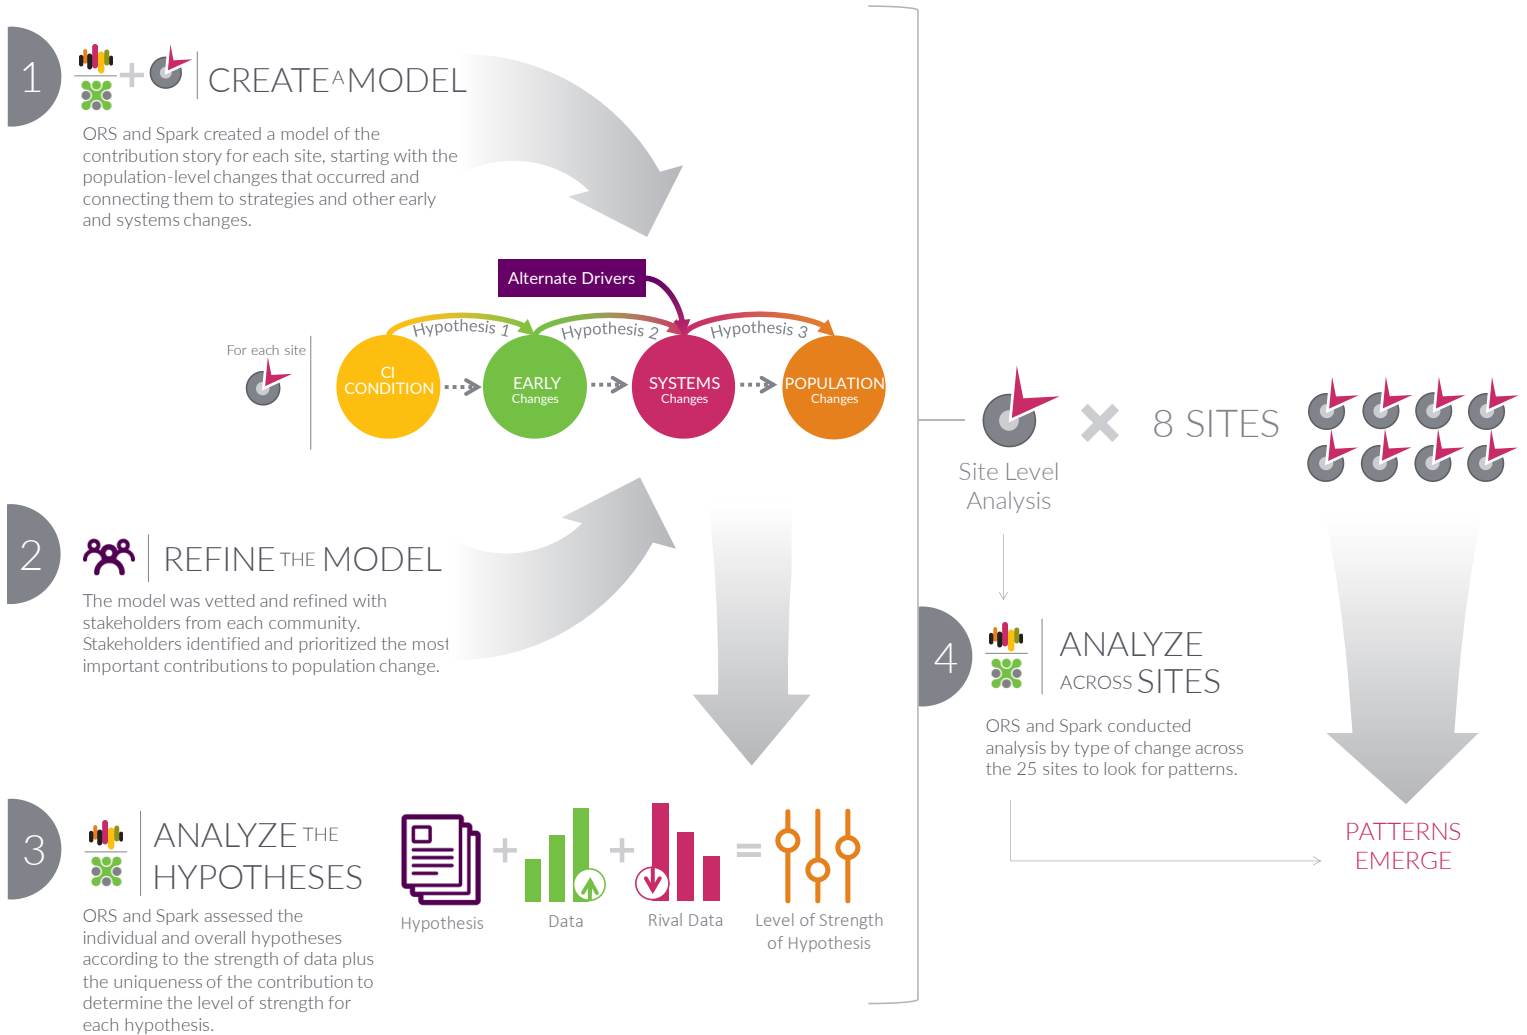 1
CREATE A MODEL
ORS and Spark created a model of the
contribution story for each site, starting with the
population-level changes that occurred and
connecting them to strategies and other early
and systems changes.
Alternate Drivers
Hypothesis 1
Hypothesis 2
Hypothesis 3
For each site
CI
CONDITION
EARLY
Changes
SYSTEMS
Changes
POPULATION
Changes
2
REFINE THE MODEL
The model was vetted and refined with
stakeholders from each community.
Stakeholders identified and prioritized the most
important contributions to population change.
3
ANALYZE THE
HYPOTHESES
ORS and Spark assessed the
individual and overall hypotheses
according to the strength of data plus
the uniqueness of the contribution to
determine the level of strength for
each hypothesis.
Hypothesis
+
Data
+
Rival Data
=
Level of Strength
of Hypothesis
Site Level
Analysis
8 SITES
4
ANALYZE
ACROSS SITES
ORS and Spark conducted
analysis by type of change across
the 25 sites to look for patterns.
PATTERNS
EMERGE